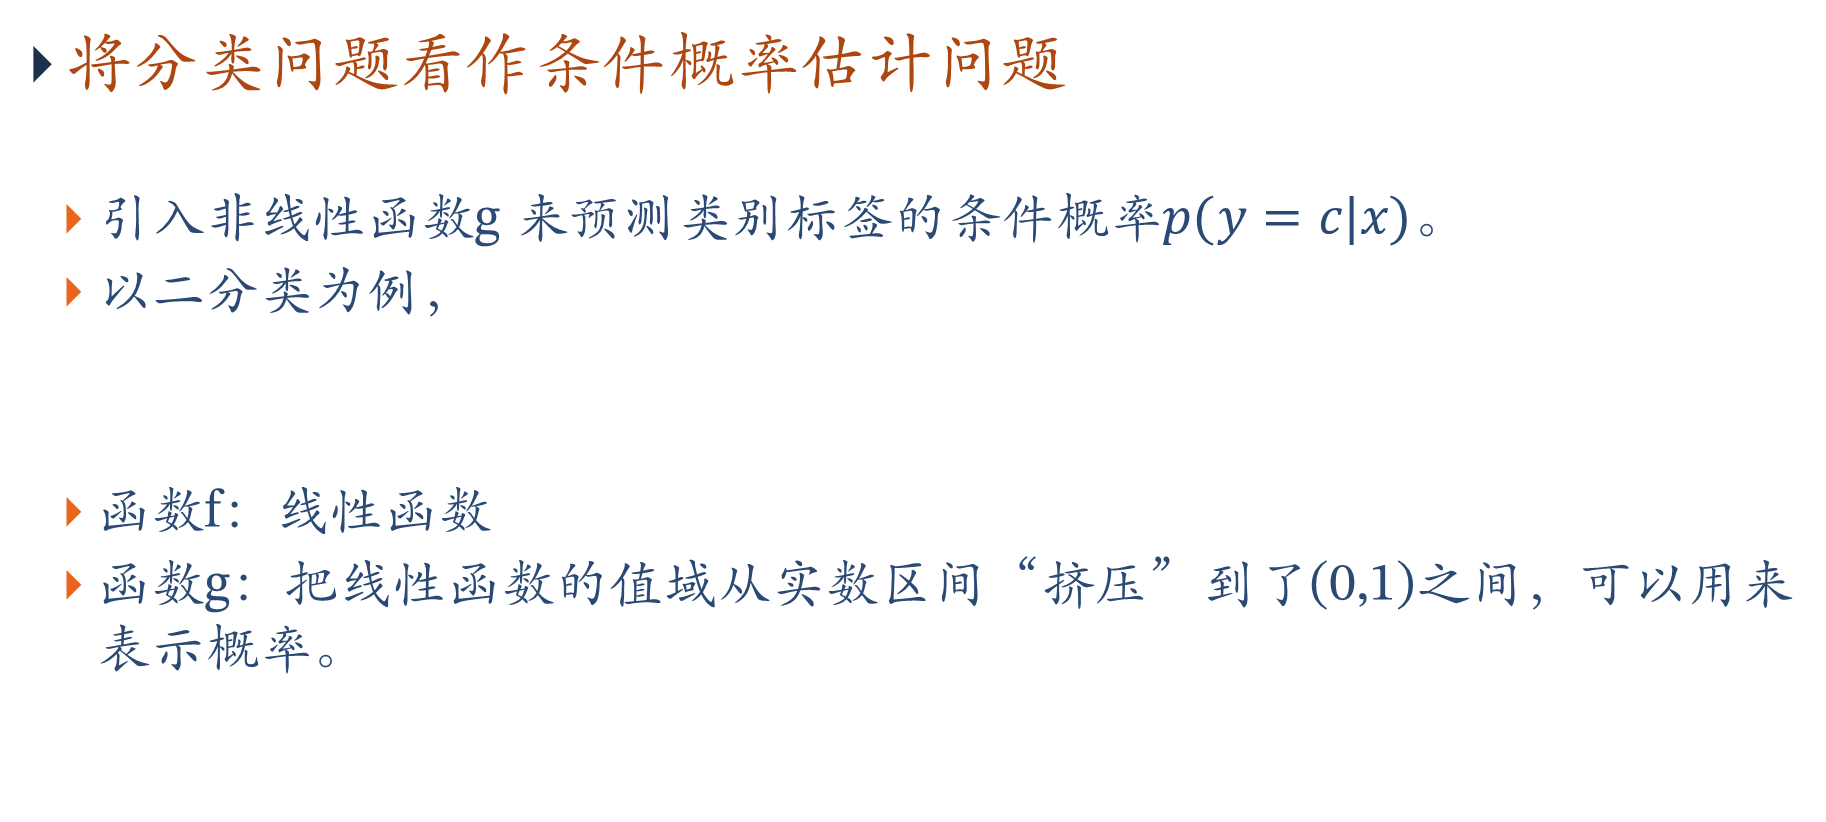 将分类问题看作条件概率估计问题
引入非线性函数g 来预测类别标签的条件概率p(y = c|x)。
以二分类为例，
函数f：线性函数
函数g：把线性函数的值域从实数区间“挤压”到了(0,1)之间，可以用来
表示概率。